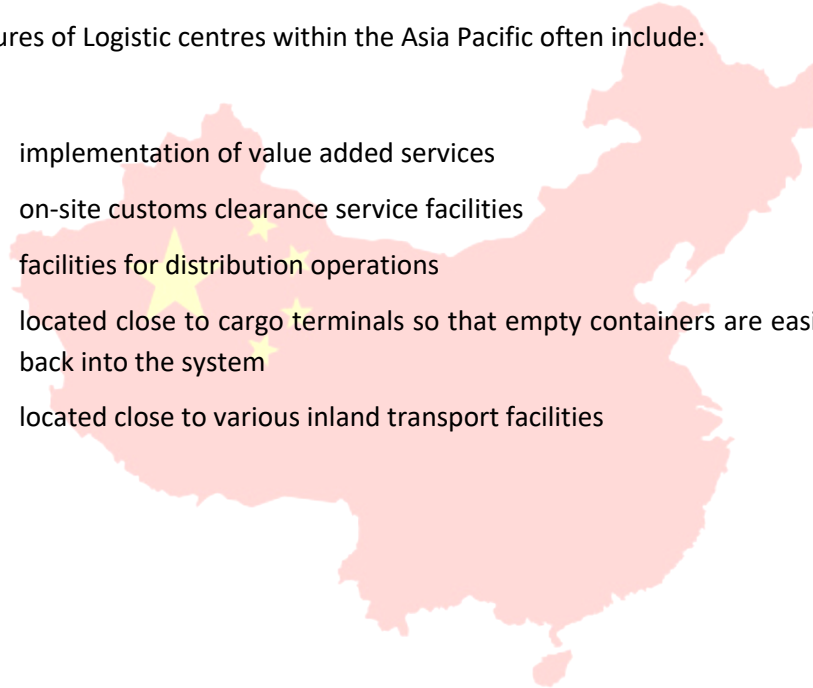 ures of Logistic centres within the Asia Pacific often include:
implementation of value added services
on-site customs clearance service facilities
facilities for distribution operations
located close to cargo terminals so that empty containers are easi
back into the system
located close to various inland transport facilities